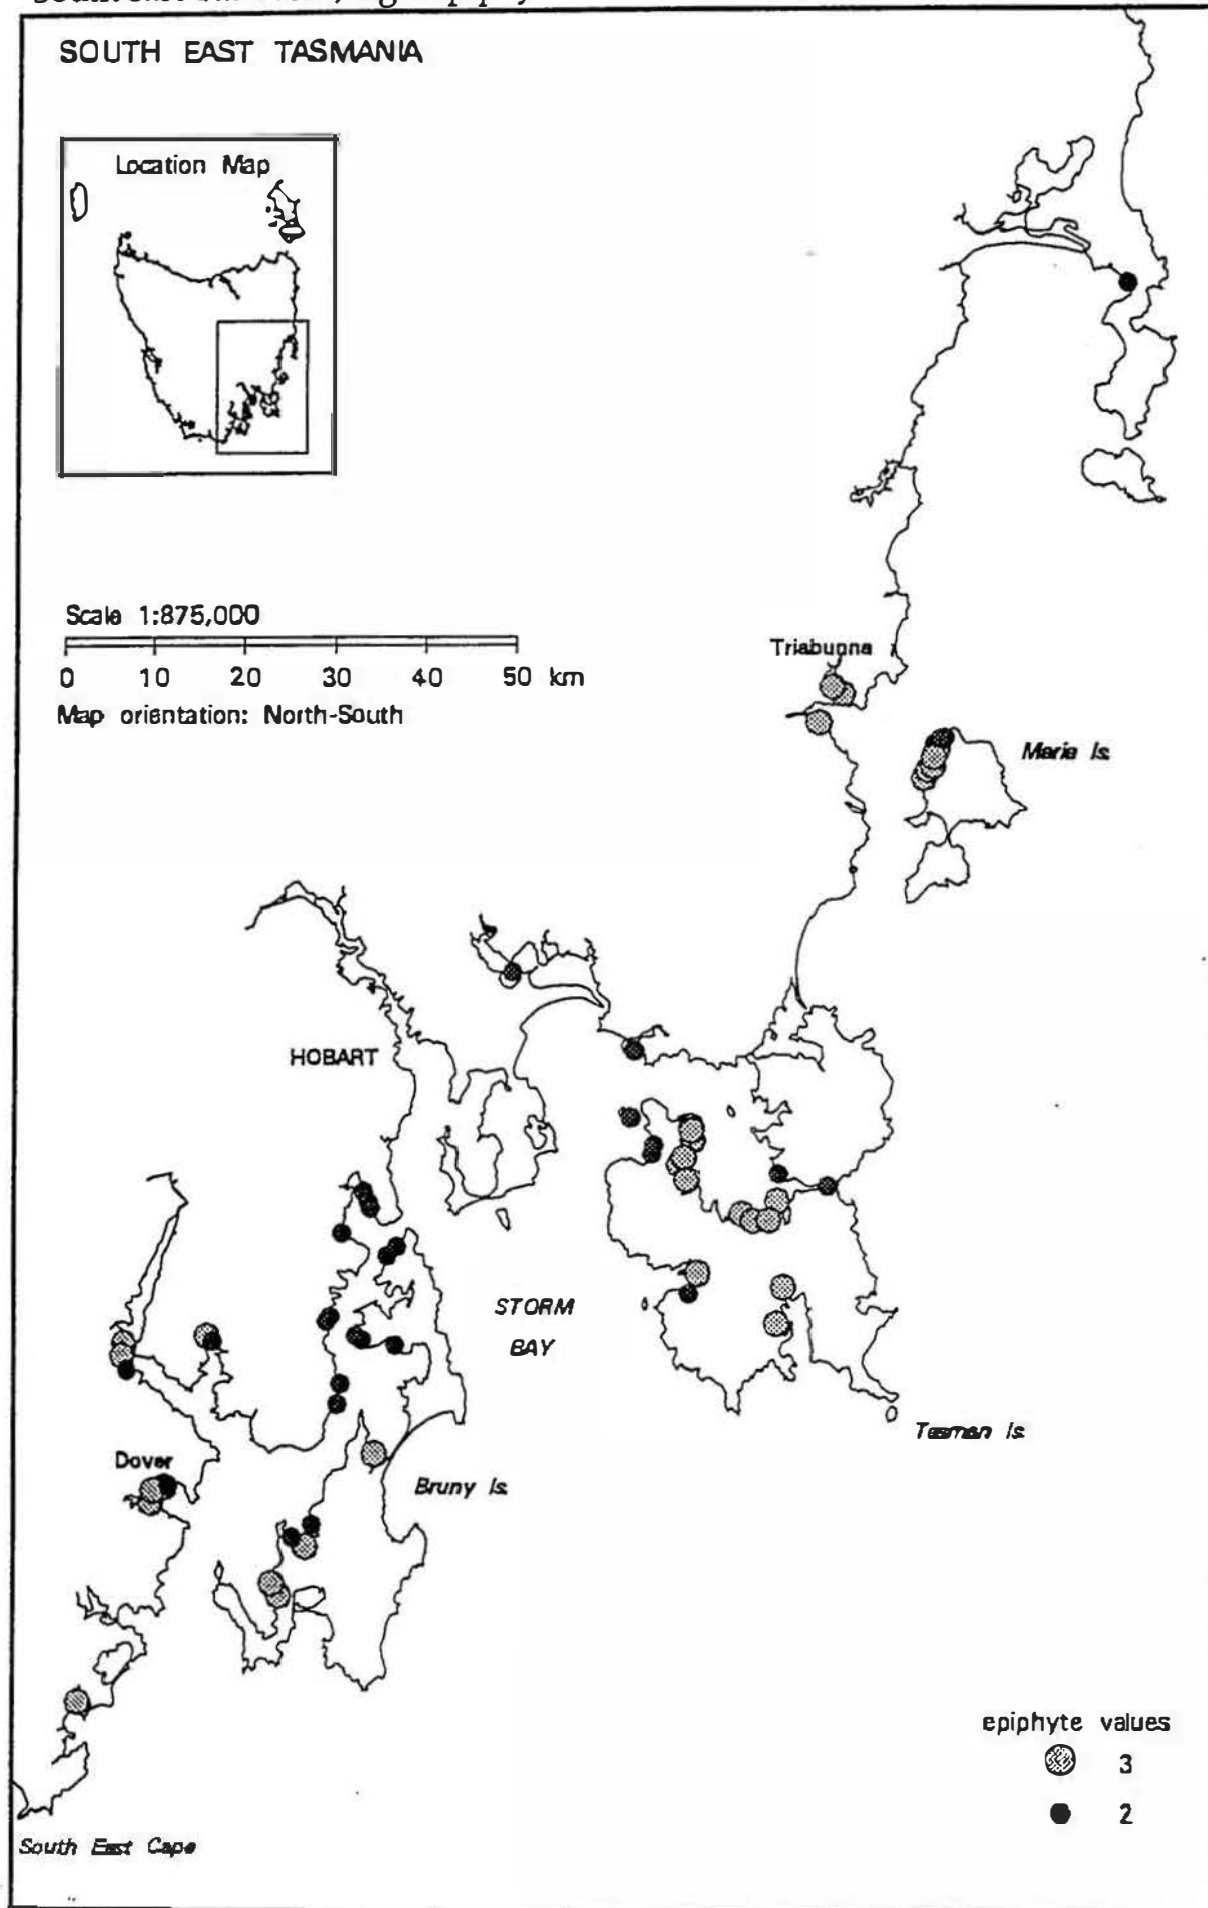 SOUTH EAST TASMANIA
Location Map
Scale 1:875,000
0 10 20 30 40 50 km
Map orientation: North-South
Triabunna
Maria Is.
HOBART
STORM
BAY
Tasman Is.
Dover
Bruny Is.
epiphyte values
3
2
South East Cape